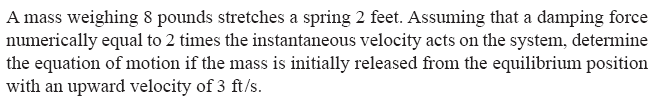 A mass weighing 8 pounds stretches a spring 2 feet. Assuming that a damping force
numerically equal to 2 times the instantaneous velocity acts on the system, determine
the equation of motion if the mass is initially released from the equilibrium position
with an upward velocity of 3 ft/s.